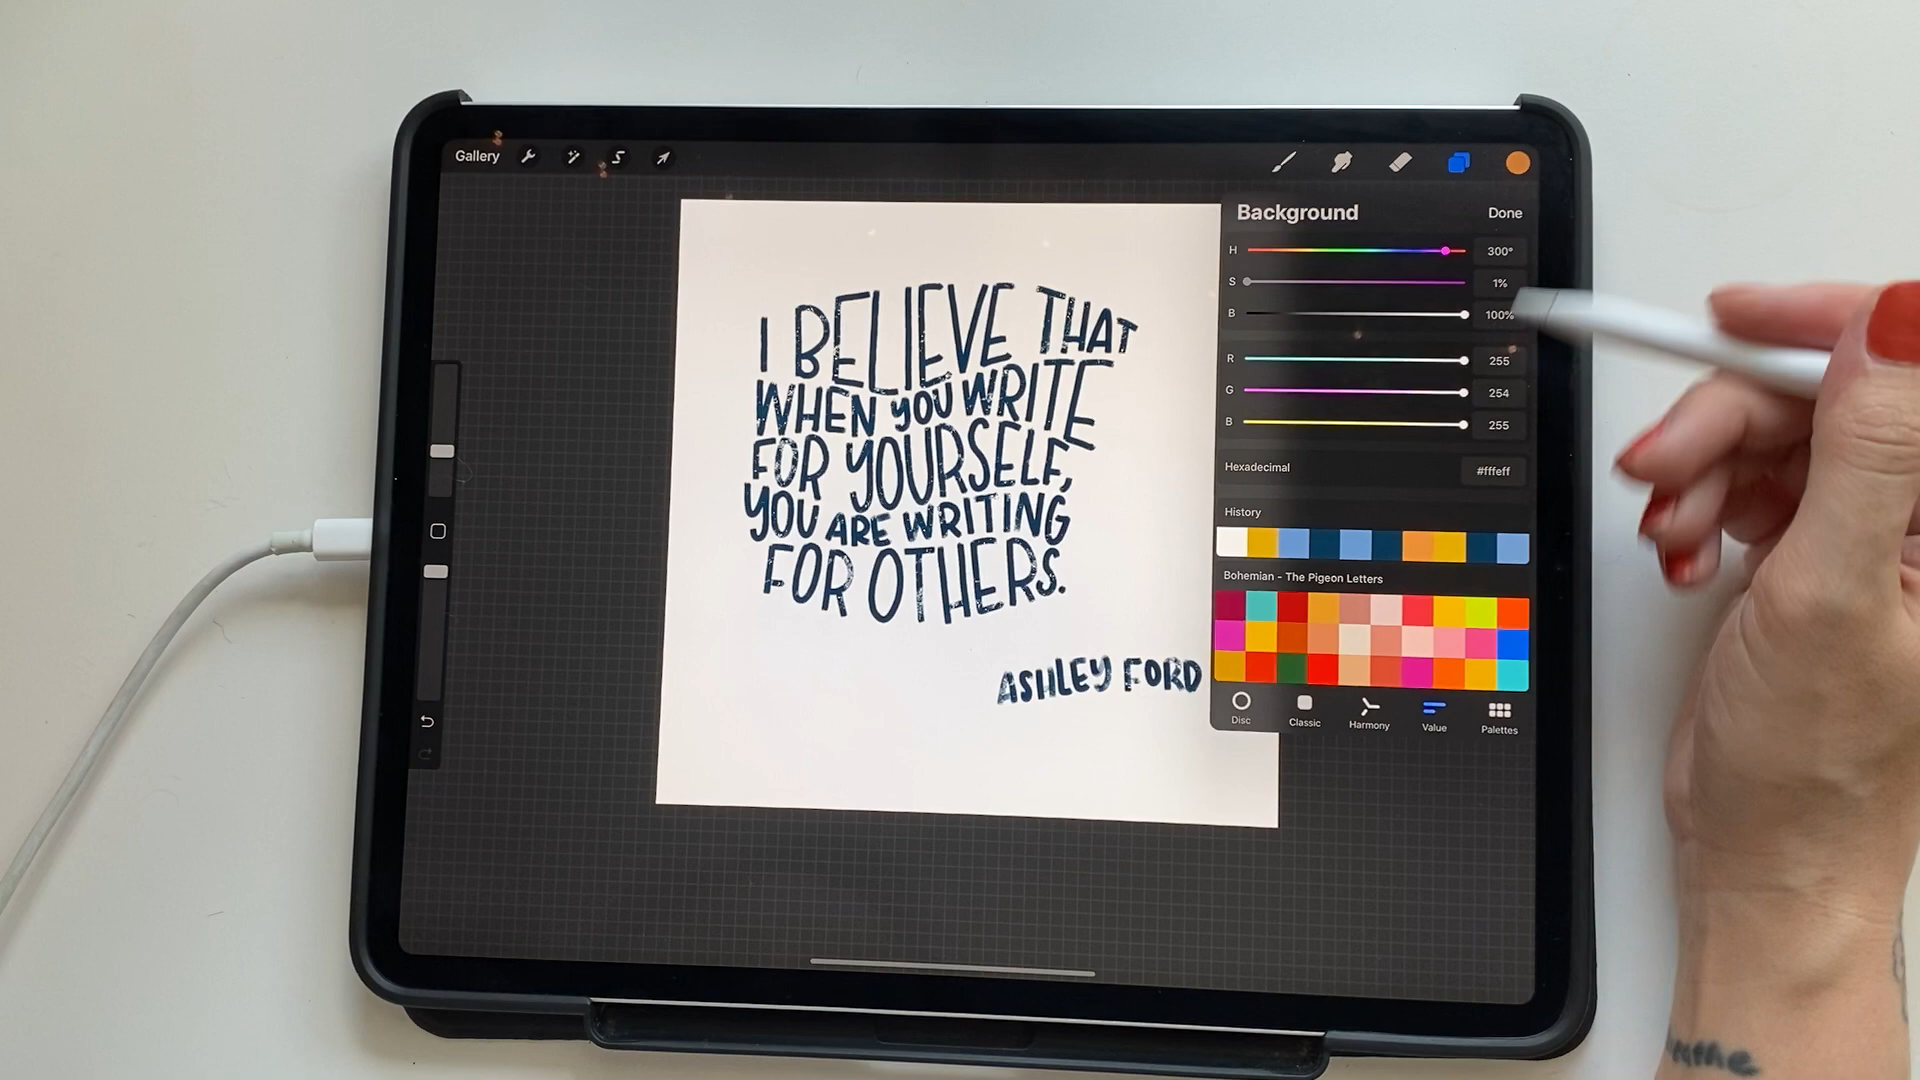 Gallery
Background Done
H 300°
S 1%
B 100%
R 255
G 254
B 255
Hexadecimal #fffeff
History
Bohemian - The Pigeon Letters
Disc Classic Harmony Value Palettes
I BELIEVE THAT
WHEN YOU WRITE
FOR YOURSELF,
YOU ARE WRITING
FOR OTHERS.
ASHLEY FORD